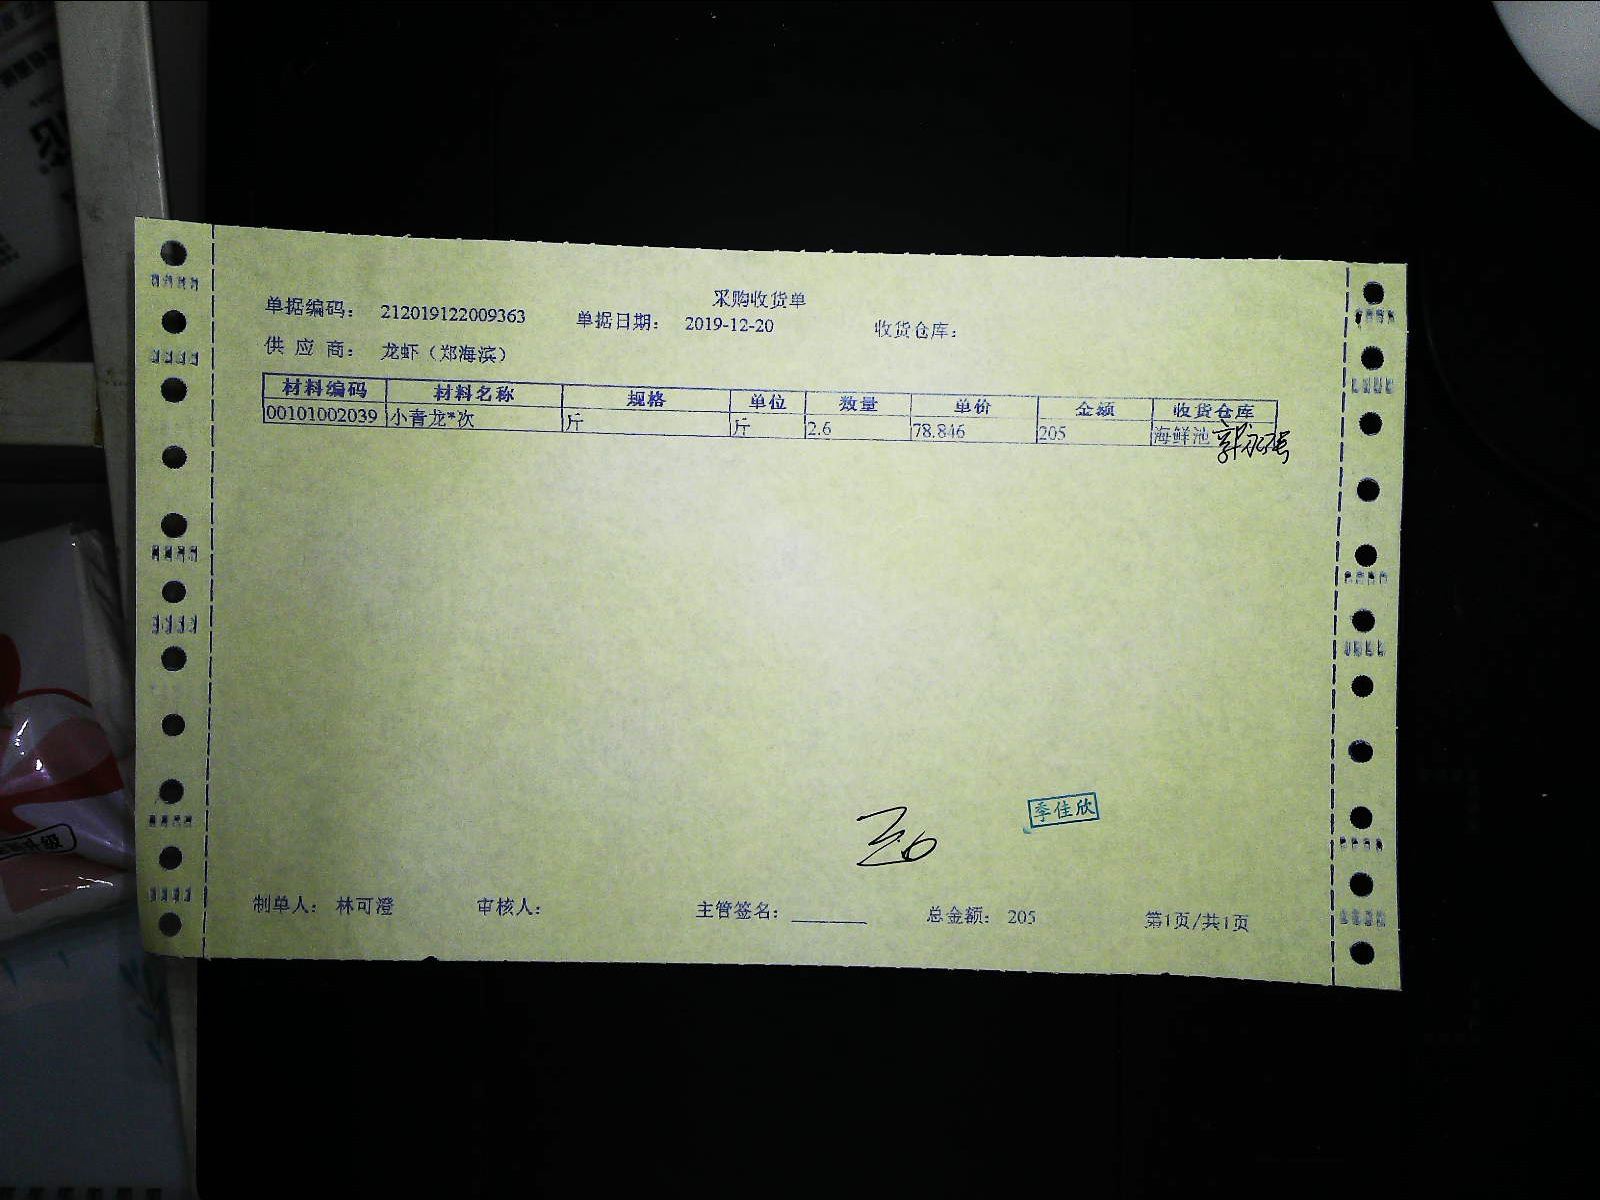 采购收货单
单据编码： 212019122009363 单据日期： 2019-12-20 收货仓库：
供 应 商： 龙虾（郑海滨）
材料编码 材料名称 规格 单位 数量 单价 金额 收货仓库
00101002039 小青龙*次 斤 斤 2.6 78.846 205 海鲜池
季佳欣
制单人： 林可澄 审核人： 主管签名：________ 总金额： 205 第1页/共1页